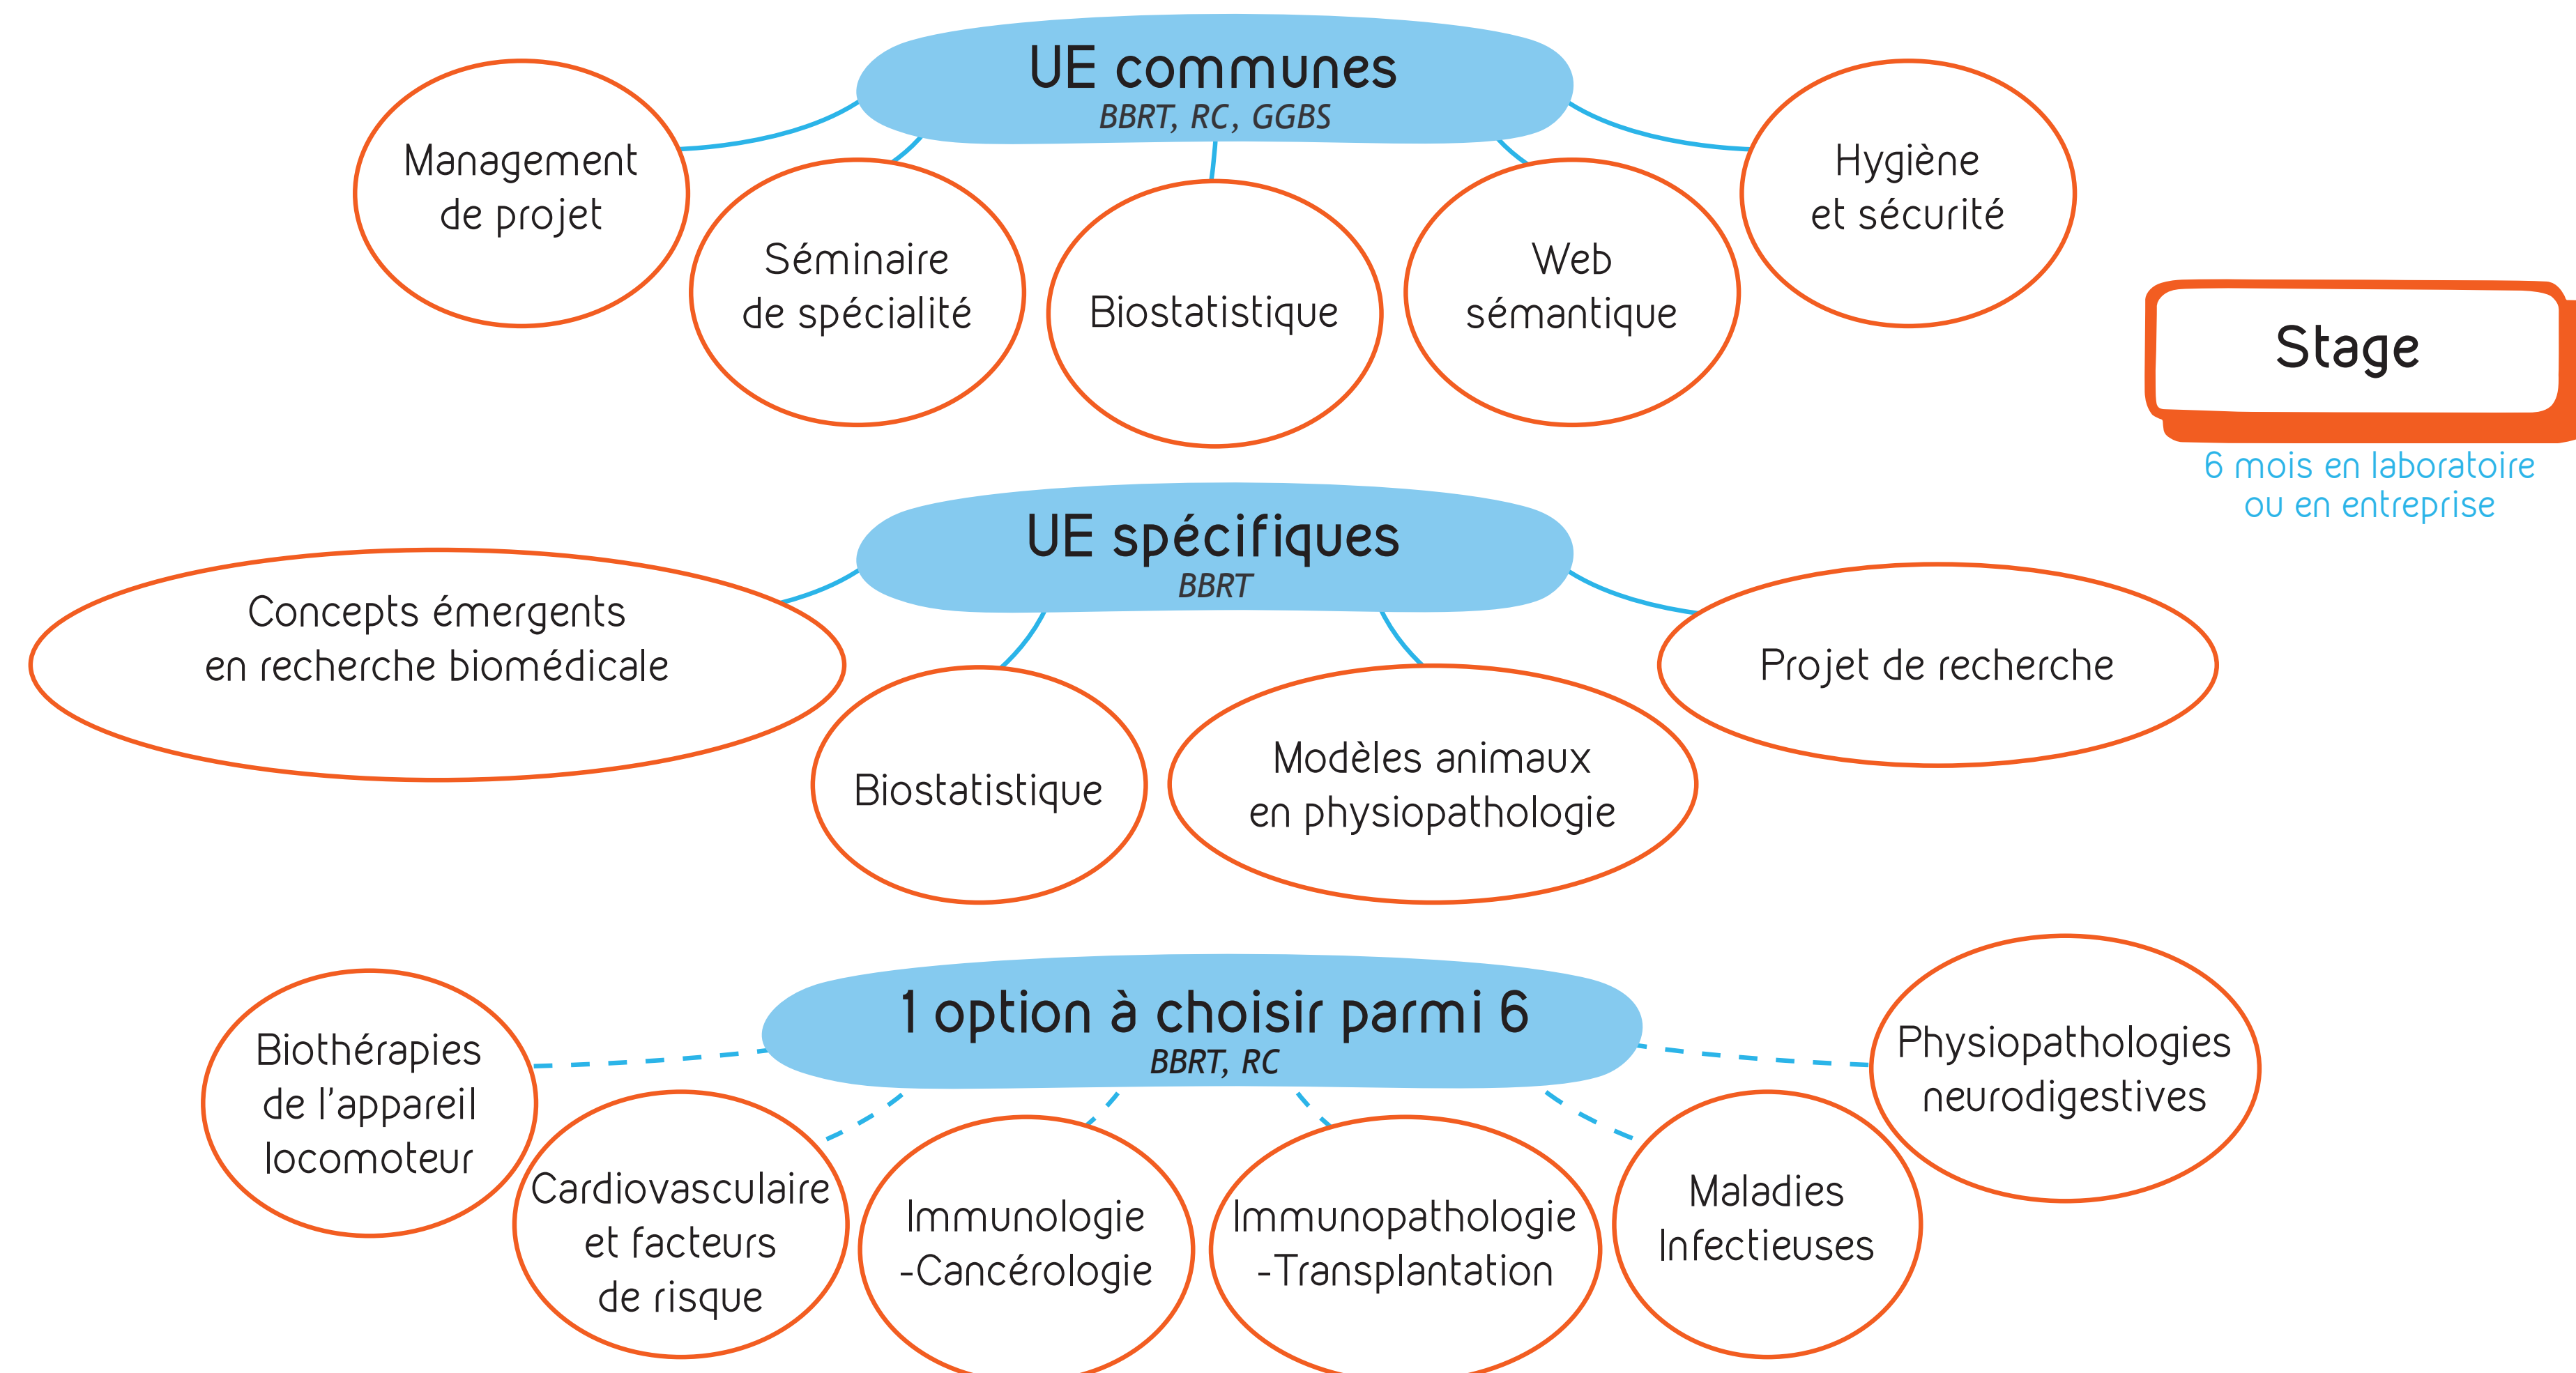 UE communes
BBRT, RC, GGBS
Management
de projet
Séminaire
de spécialité
Biostatistique
Web
sémantique
Hygiène
et sécurité
Stage
6 mois en laboratoire
ou en entreprise
UE spécifiques
BBRT
Concepts émergents
en recherche biomédicale
Biostatistique
Modèles animaux
en physiopathologie
Projet de recherche
1 option à choisir parmi 6
BBRT, RC
Biothérapies
de l'appareil
locomoteur
Cardiovasculaire
et facteurs
de risque
Immunologie
-Cancérologie
Immunopathologie
-Transplantation
Maladies
Infectieuses
Physiopathologies
neurodigestives